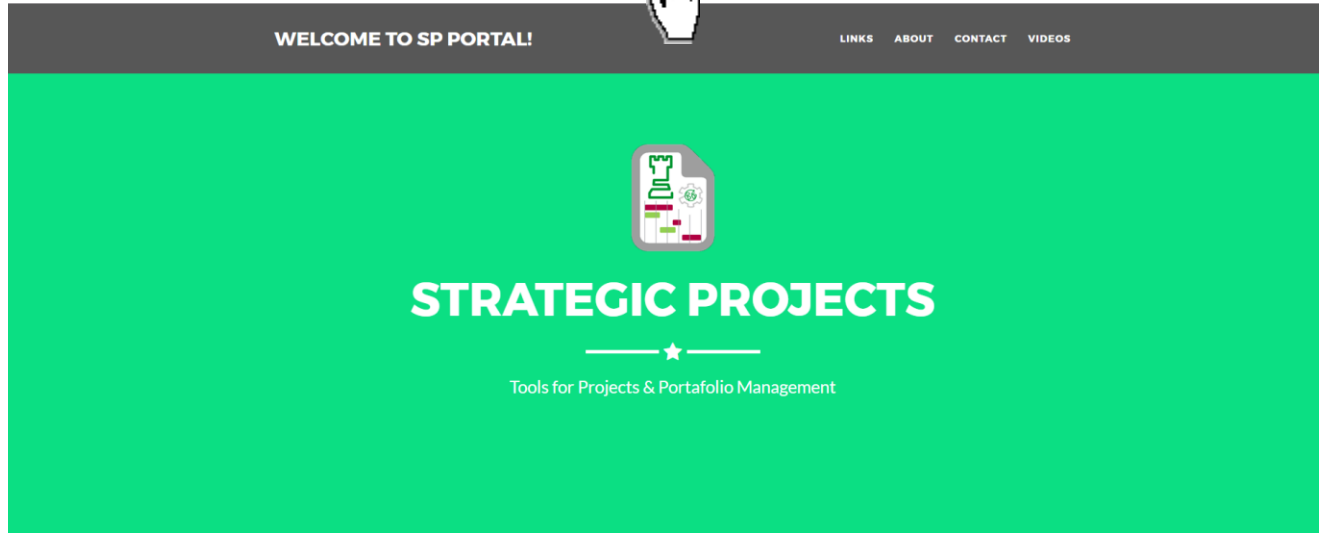 WELCOME TO SP PORTAL! LINKS ABOUT CONTACT VIDEOS
STRATEGIC PROJECTS
Tools for Projects & Portafolio Management